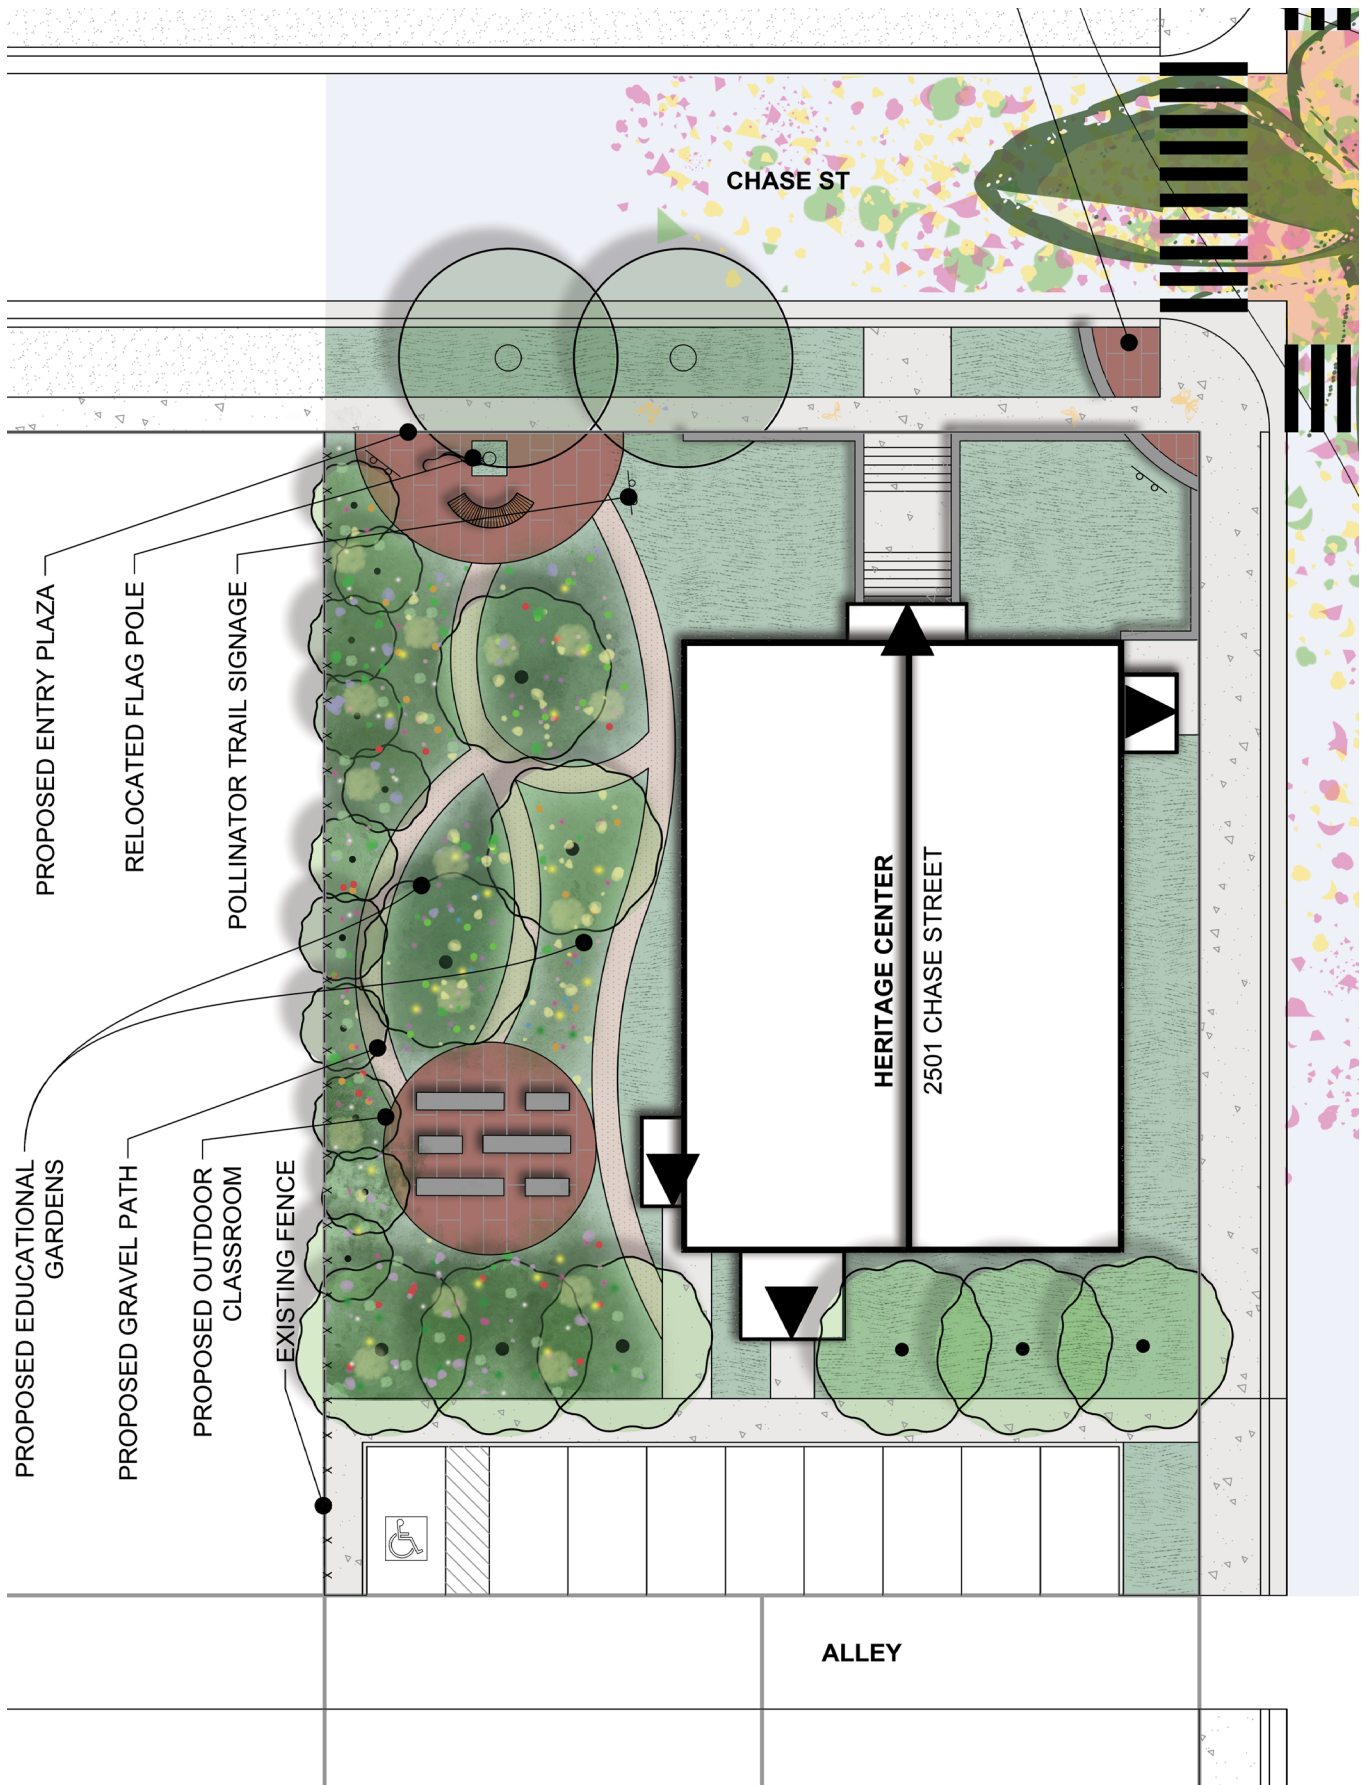 CHASE ST
PROPOSED ENTRY PLAZA
RELOCATED FLAG POLE
POLLINATOR TRAIL SIGNAGE
HERITAGE CENTER
2501 CHASE STREET
PROPOSED EDUCATIONAL
GARDENS
PROPOSED GRAVEL PATH
PROPOSED OUTDOOR
CLASSROOM
EXISTING FENCE
ALLEY